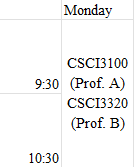 Monday
CSCI3100
9:30 (Prof. A)
CSCI3320
(Prof. B)
10:30